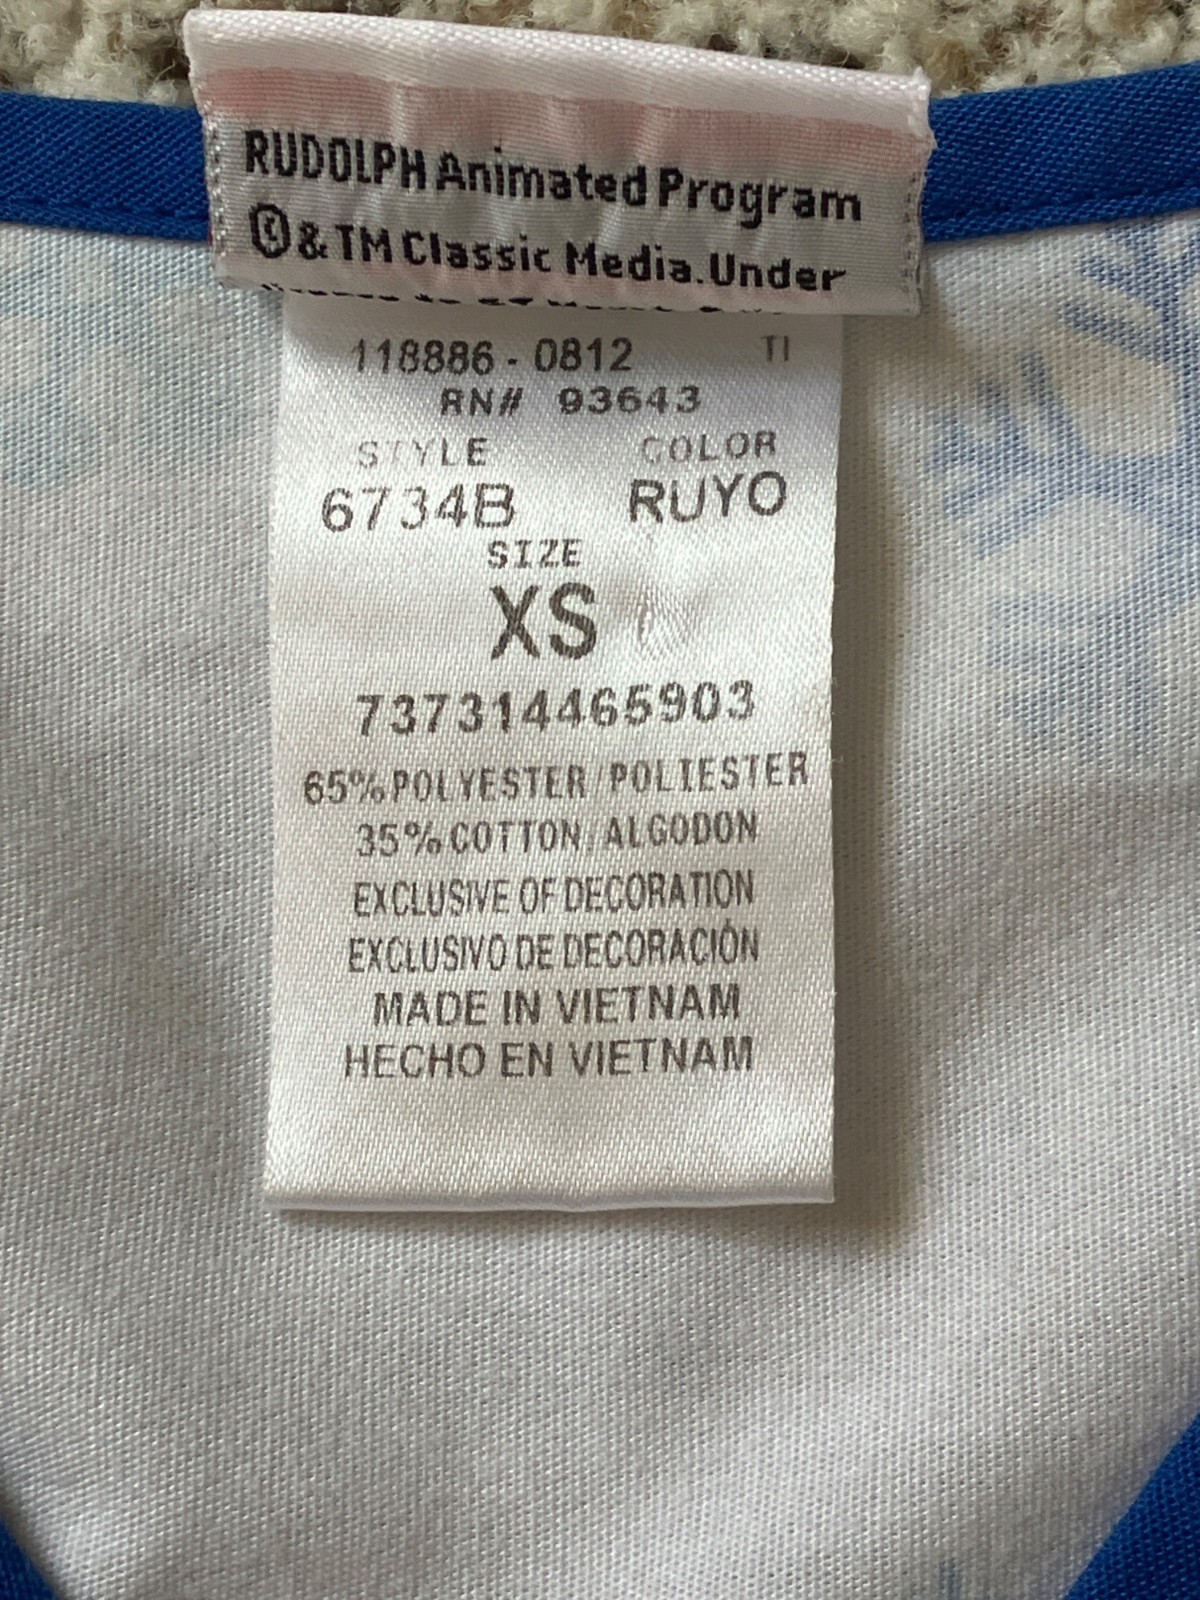 RUDOLPH Animated Program
© & TM Classic Media. Under
118886 - 0812 TI
RN# 93643
STYLE COLOR
6734B RUYO
SIZE
XS
737314465903
65% POLYESTER/POLIESTER
35% COTTON/ALGODON
EXCLUSIVE OF DECORATION
EXCLUSIVO DE DECORACIÓN
MADE IN VIETNAM
HECHO EN VIETNAM